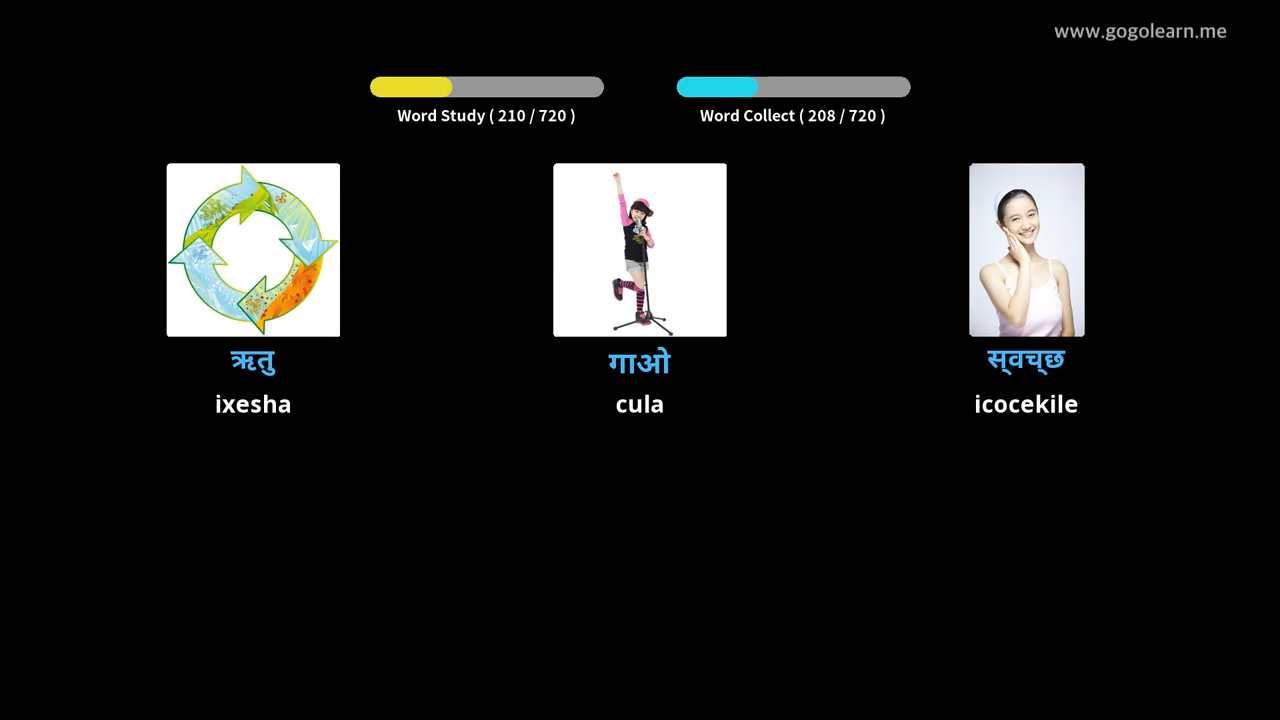 www.gogolearn.me
Word Study ( 210 / 720 )
Word Collect ( 208 / 720 )
ऋतु
गाओ
स्‌वच्‌छ
ixesha
cula
icocekile